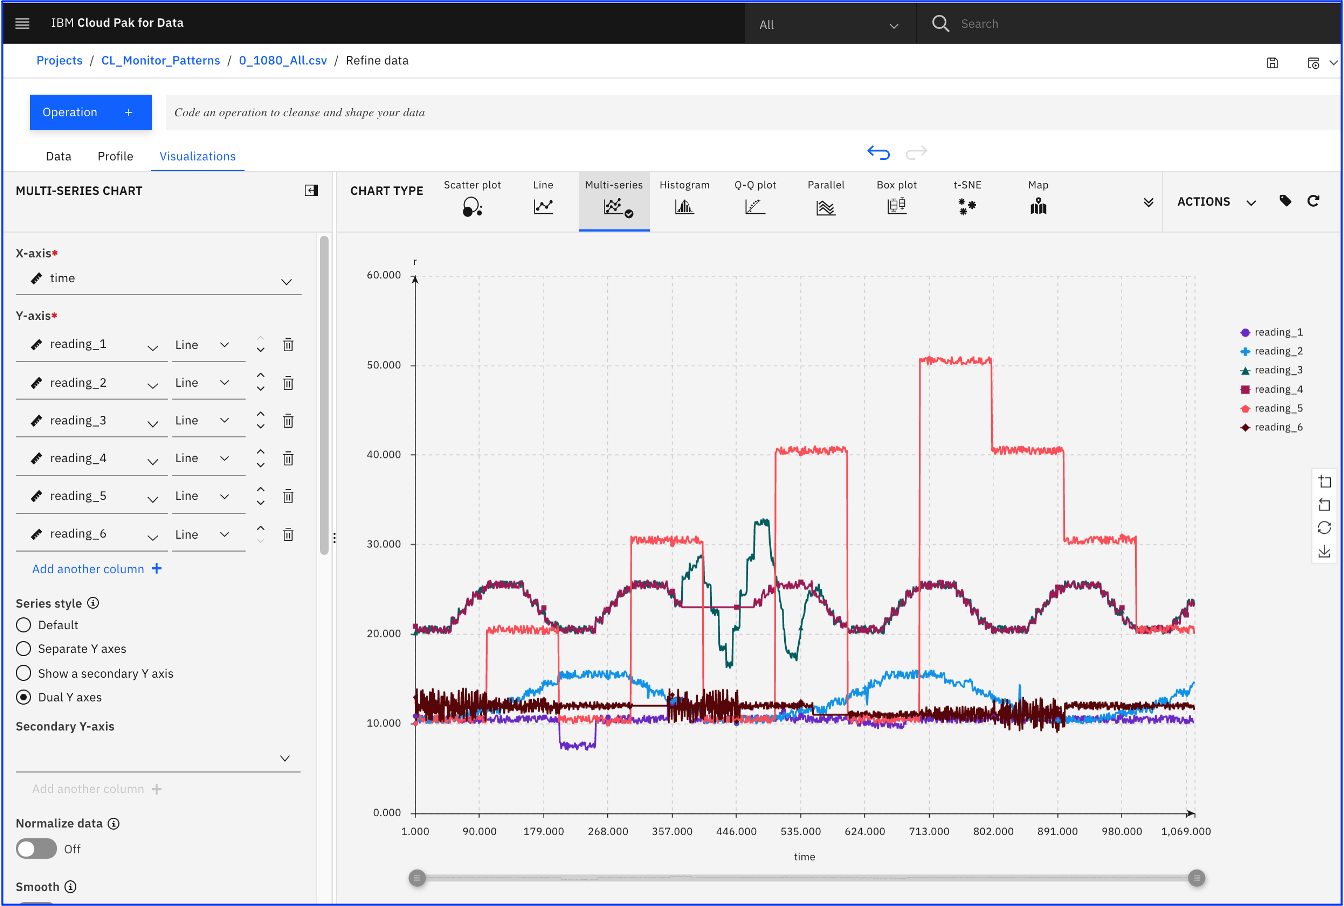 IBM Cloud Pak for Data
All
Search
Projects / CL_Monitor_Patterns / 0_1080_All.csv / Refine data
Operation +
Code an operation to cleanse and shape your data
Data Profile Visualizations
MULTI-SERIES CHART
CHART TYPE
Scatter plot
Line
Multi-series
Histogram
Q-Q plot
Parallel
Box plot
t-SNE
Map
ACTIONS
X-axis*
time
Y-axis*
reading_1 Line
reading_2 Line
reading_3 Line
reading_4 Line
reading_5 Line
reading_6 Line
Add another column +
Series style
Default
Separate Y axes
Show a secondary Y axis
Dual Y axes
Secondary Y-axis
Add another column +
Normalize data
Off
Smooth
r
60.000
50.000
40.000
30.000
20.000
10.000
0.000
1.000 90.000 179.000 268.000 357.000 446.000 535.000 624.000 713.000 802.000 891.000 980.000 1,069.000
time
reading_1
reading_2
reading_3
reading_4
reading_5
reading_6